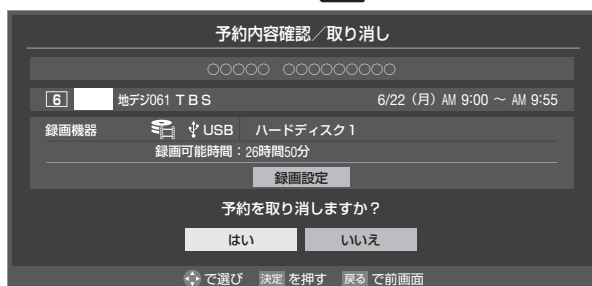 予約内容確認／取り消し
○○○○○ ○○○○○○○○○
6 地デジ061 TBS 6/22（月）AM 9:00 ～ AM 9:55
録画機器 USB ハードディスク1
録画可能時間：26時間50分
録画設定
予約を取り消しますか？
はい いいえ
で選び 決定 を押す 戻る で前画面